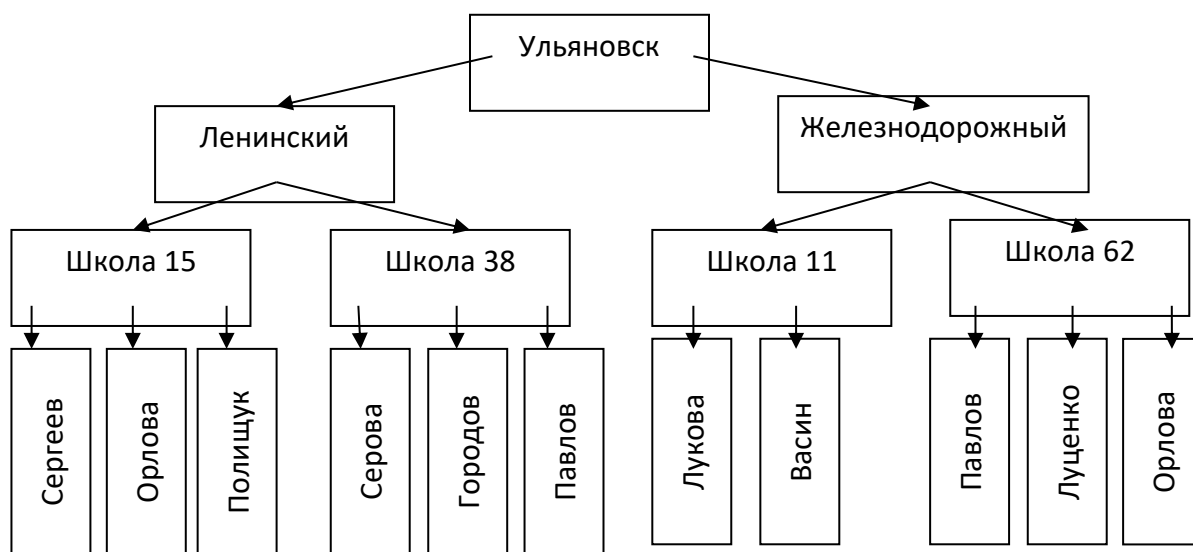 Ульяновск
Ленинский
Железнодорожный
Школа 15
Школа 38
Школа 11
Школа 62
Сергеев
Орлова
Полищук
Серова
Городов
Павлов
Лукова
Васин
Павлов
Луценко
Орлова